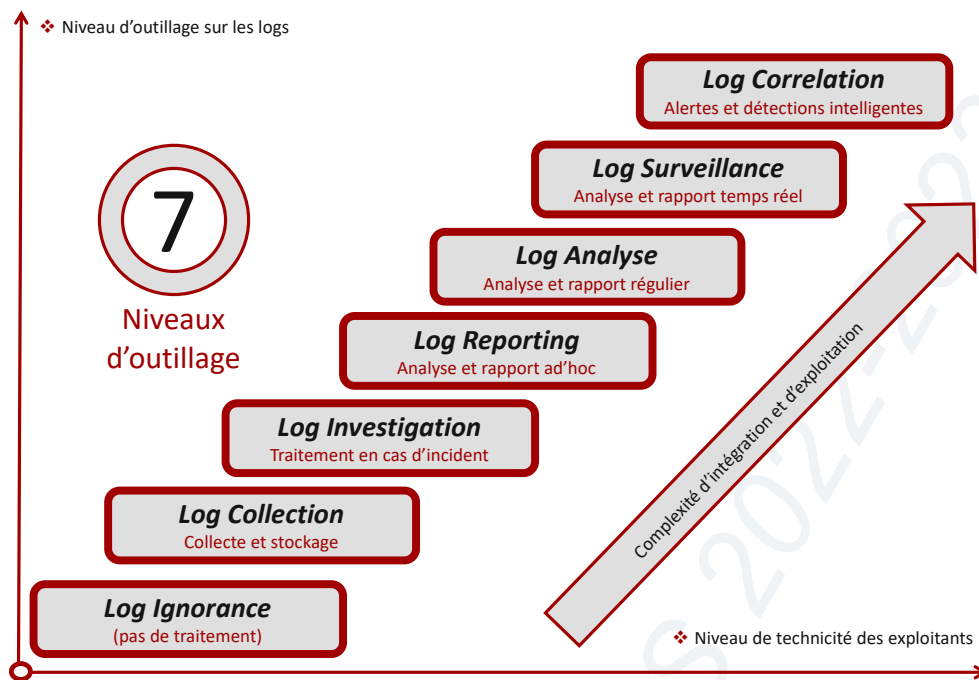 ❖ Niveau d’outillage sur les logs
Log Correlation
Alertes et détections intelligentes
Log Surveillance
Analyse et rapport temps réel
7
Niveaux
d’outillage
Log Analyse
Analyse et rapport régulier
Log Reporting
Analyse et rapport ad’hoc
Log Investigation
Traitement en cas d’incident
Log Collection
Collecte et stockage
Log Ignorance
(pas de traitement)
Complexité d’intégration et d’exploitation
❖ Niveau de technicité des exploitants